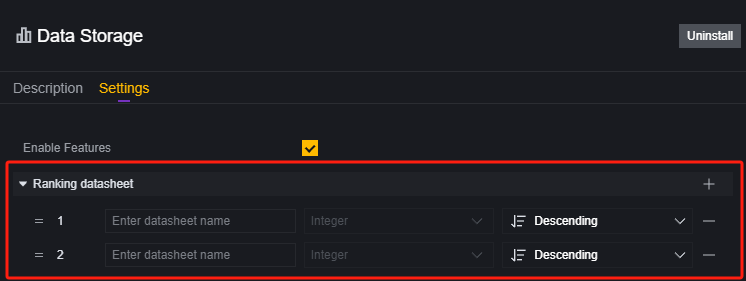 Data Storage
Uninstall
Description Settings
Enable Features
Ranking datasheet
1 Enter datasheet name Integer Descending
2 Enter datasheet name Integer Descending